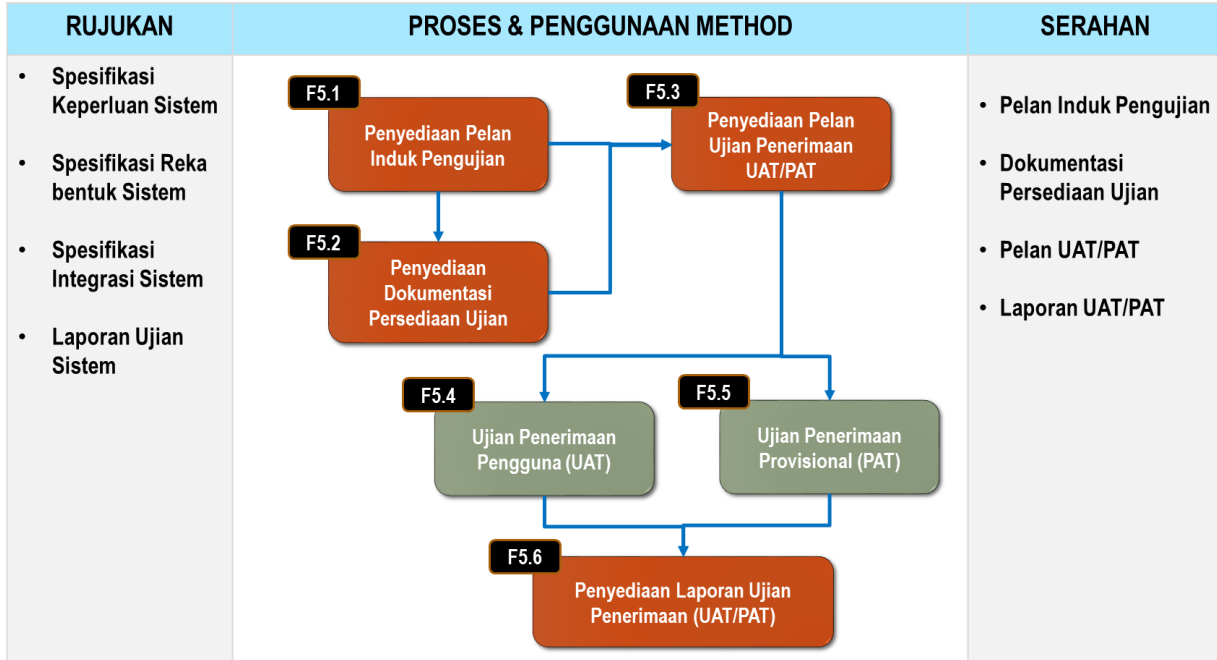 RUJUKAN
PROSES & PENGGUNAAN METHOD
SERAHAN
• Spesifikasi
Keperluan Sistem
• Spesifikasi Reka
bentuk Sistem
• Spesifikasi
Integrasi Sistem
• Laporan Ujian
Sistem
F5.1
Penyediaan Pelan
Induk Pengujian
F5.2
Penyediaan
Dokumentasi
Persediaan Ujian
F5.3
Penyediaan Pelan
Ujian Penerimaan
UAT/PAT
F5.4
Ujian Penerimaan
Pengguna (UAT)
F5.5
Ujian Penerimaan
Provisional (PAT)
F5.6
Penyediaan Laporan Ujian
Penerimaan (UAT/PAT)
• Pelan Induk Pengujian
• Dokumentasi
Persediaan Ujian
• Pelan UAT/PAT
• Laporan UAT/PAT